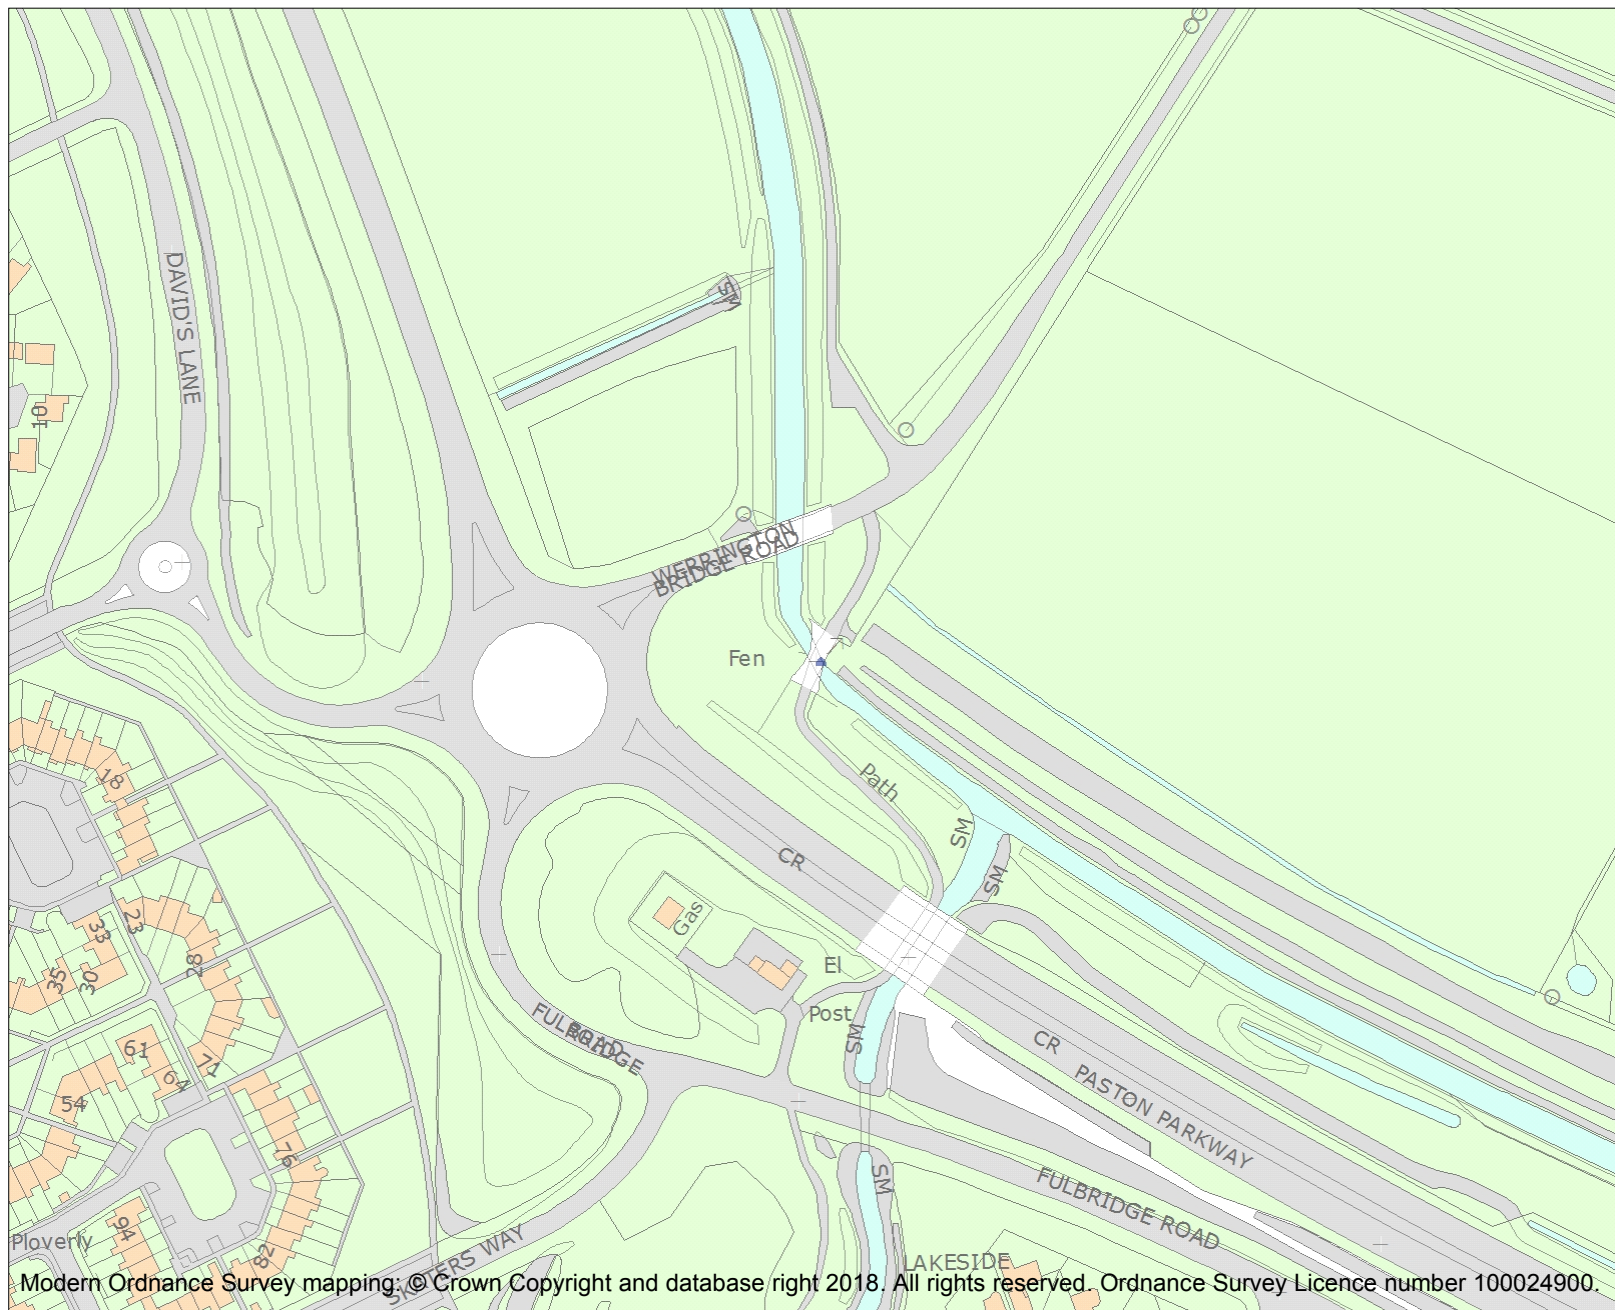 DAVID'S LANE
SM
10
WERRINGTON
BRIDGE ROAD
Fen
Path
18
SM
CR
SM
Gas
23
33
28
35
30
El
Post
FULBRIDGE
ROAD
SM
CR
PASTON PARKWAY
61
71
64
54
76
SM
FULBRIDGE ROAD
94
Ploverly
82
SKATERS WAY
LAKESIDE
Modern Ordnance Survey mapping: © Crown Copyright and database right 2018. All rights reserved. Ordnance Survey Licence number 100024900.